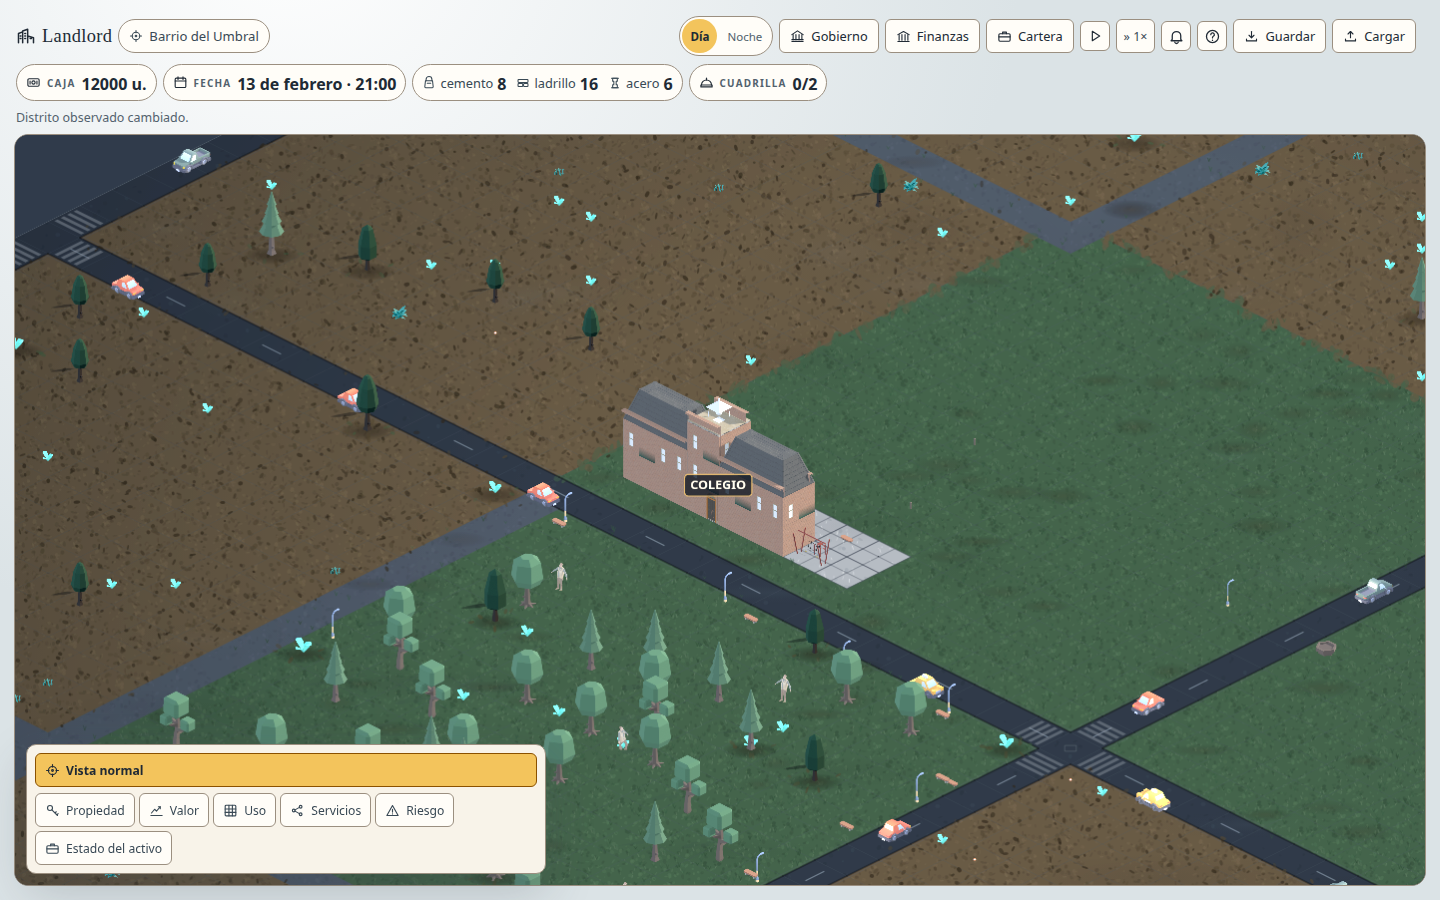 Landlord
Barrio del Umbral
Día
Noche
Gobierno
Finanzas
Cartera
» 1×
Guardar
Cargar
CAJA 12000 u.
FECHA 13 de febrero · 21:00
cemento 8 ladrillo 16 acero 6
CUADRILLA 0/2
Distrito observado cambiado.
COLEGIO
Vista normal
Propiedad
Valor
Uso
Servicios
Riesgo
Estado del activo